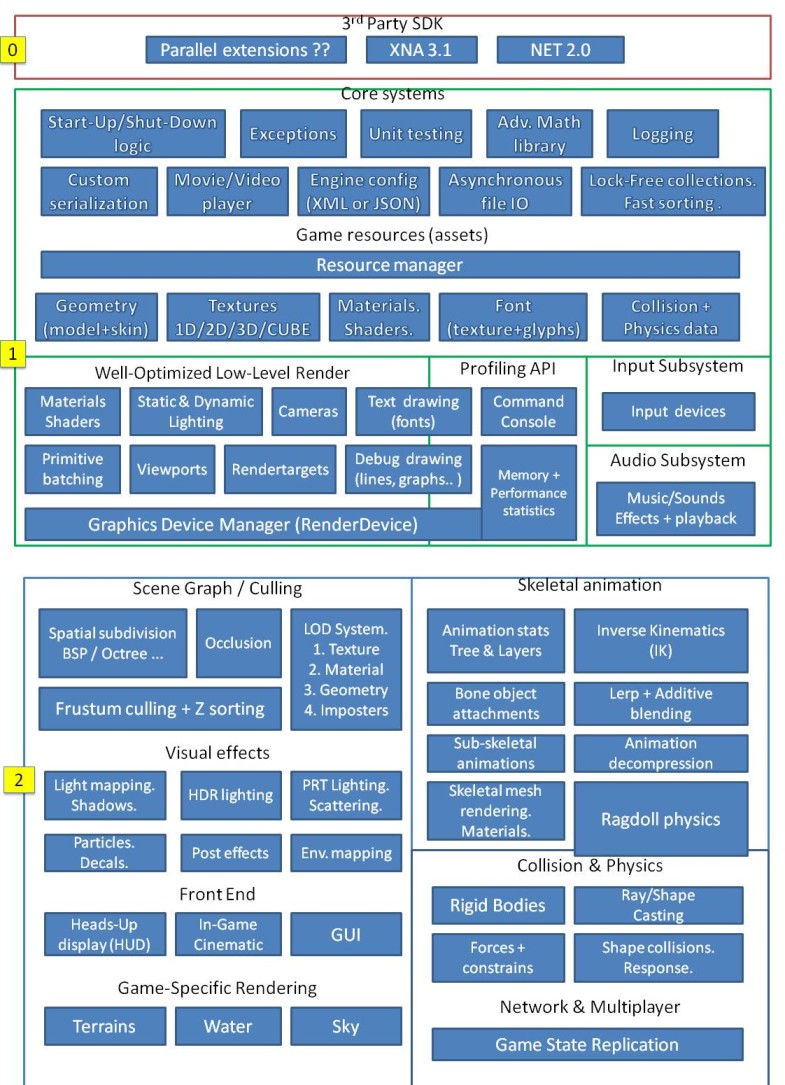 3rd Party SDK
0
Parallel extensions ??
XNA 3.1
NET 2.0
Core systems
Start-Up/Shut-Down
logic
Exceptions
Unit testing
Adv. Math
library
Logging
Custom
serialization
Movie/Video
player
Engine config
(XML or JSON)
Asynchronous
file IO
Lock-Free collections.
Fast sorting.
Game resources (assets)
Resource manager
Geometry
(model+skin)
Textures
1D/2D/3D/CUBE
Materials.
Shaders.
Font
(texture+glyphs)
Collision +
Physics data
1
Well-Optimized Low-Level Render
Materials
Shaders
Static & Dynamic
Lighting
Cameras
Text drawing
(fonts)
Primitive
batching
Viewports
Rendertargets
Debug drawing
(lines, graphs.. )
Graphics Device Manager (RenderDevice)
Profiling API
Command
Console
Memory +
Performance
statistics
Input Subsystem
Input devices
Audio Subsystem
Music/Sounds
Effects + playback
2
Scene Graph / Culling
Spatial subdivision
BSP / Octree ...
Occlusion
LOD System.
1. Texture
2. Material
3. Geometry
4. Imposters
Frustum culling + Z sorting
Visual effects
Light mapping.
Shadows.
HDR lighting
PRT Lighting.
Scattering.
Particles.
Decals.
Post effects
Env. mapping
Front End
Heads-Up
display (HUD)
In-Game
Cinematic
GUI
Game-Specific Rendering
Terrains
Water
Sky
Skeletal animation
Animation stats
Tree & Layers
Inverse Kinematics
(IK)
Bone object
attachments
Lerp + Additive
blending
Sub-skeletal
animations
Animation
decompression
Skeletal mesh
rendering.
Materials.
Ragdoll physics
Collision & Physics
Rigid Bodies
Ray/Shape
Casting
Forces +
constrains
Shape collisions.
Response.
Network & Multiplayer
Game State Replication